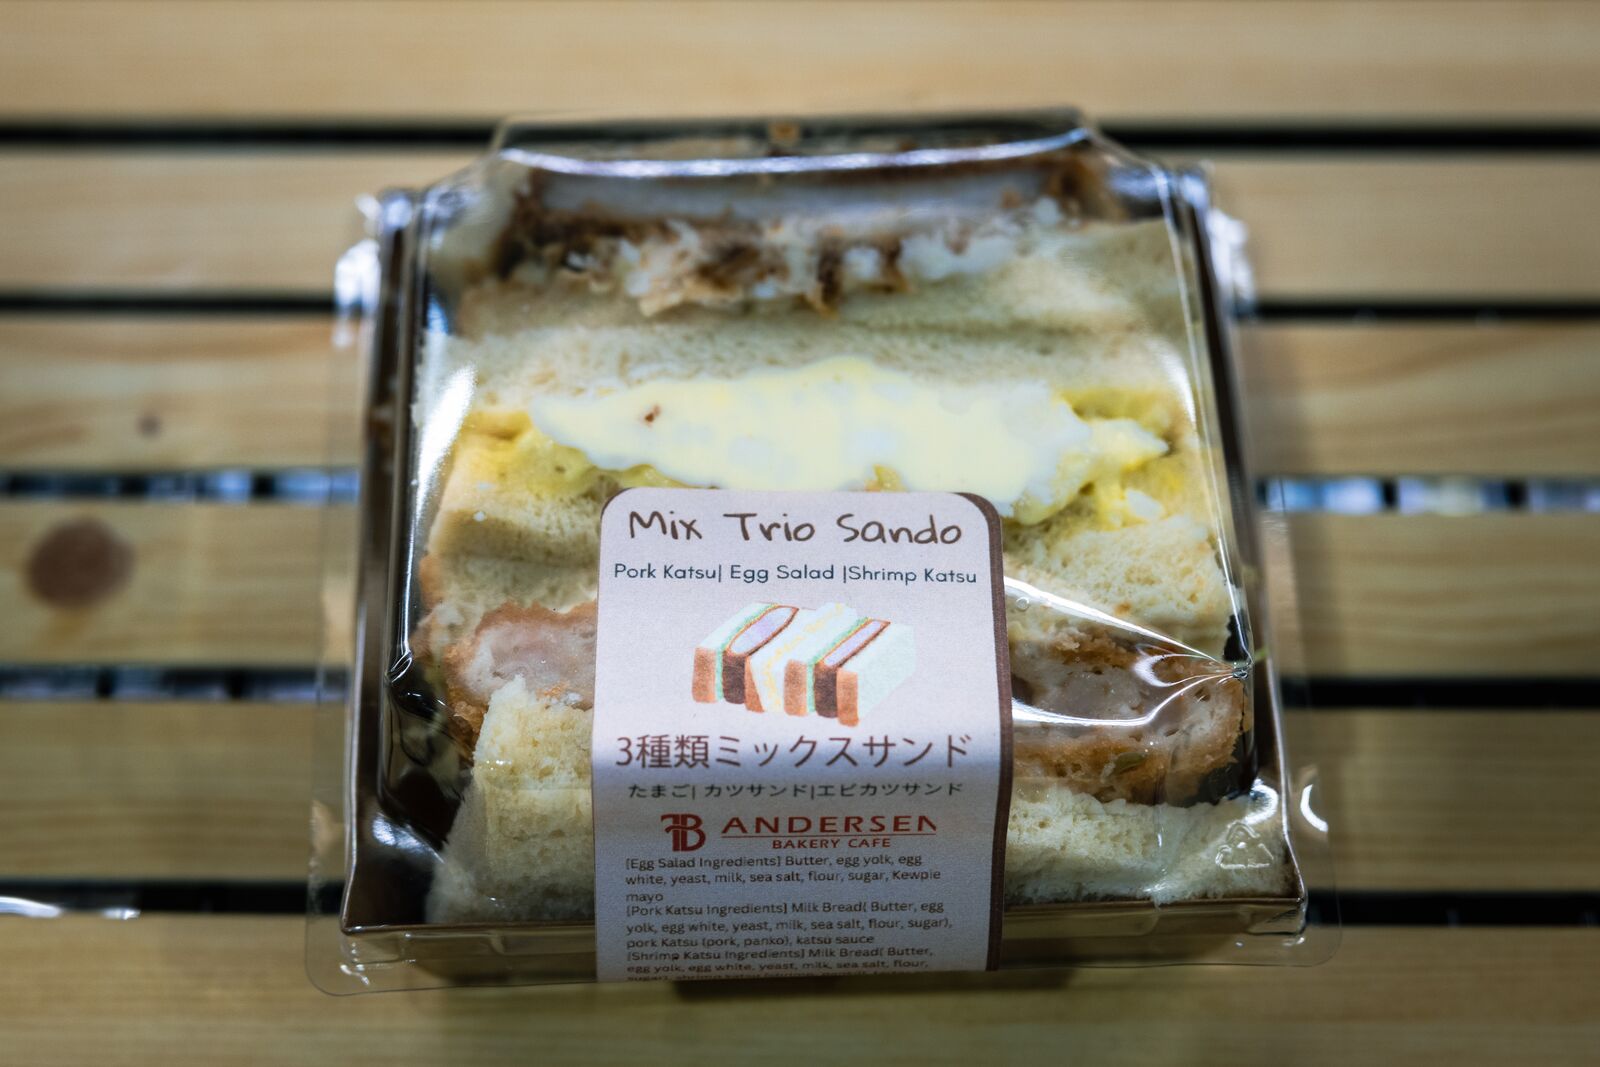 Mix Trio Sando
Pork Katsu| Egg Salad |Shrimp Katsu
3種類ミックスサンド
たまご| カツサンド|エビカツサンド
B ANDERSEN
BAKERY CAFE
[Egg Salad Ingredients] Butter, egg yolk, egg
white, yeast, milk, sea salt, flour, sugar, Kewpie
mayo
[Pork Katsu Ingredients] Milk Bread( Butter, egg
yolk, egg white, yeast, milk, sea salt, flour, sugar),
pork Katsu (pork, panko), katsu sauce
[Shrimp Katsu Ingredients] Milk Bread( Butter,
egg yolk, egg white, yeast, milk, sea salt, flour,
sugar), shrimp katsu